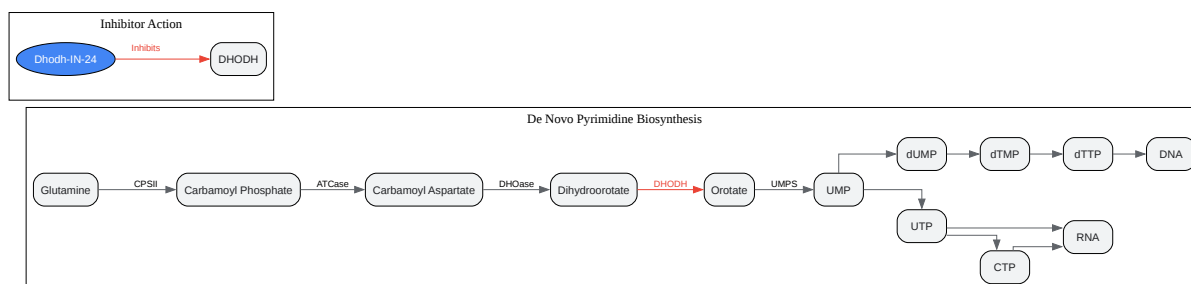 Inhibitor Action
Dhodh-IN-24
Inhibits
DHODH
De Novo Pyrimidine Biosynthesis
Glutamine
CPSII
Carbamoyl Phosphate
ATCase
Carbamoyl Aspartate
DHOase
Dihydroorotate
DHODH
Orotate
UMPS
UMP
dUMP
dTMP
dTTP
DNA
UTP
RNA
CTP